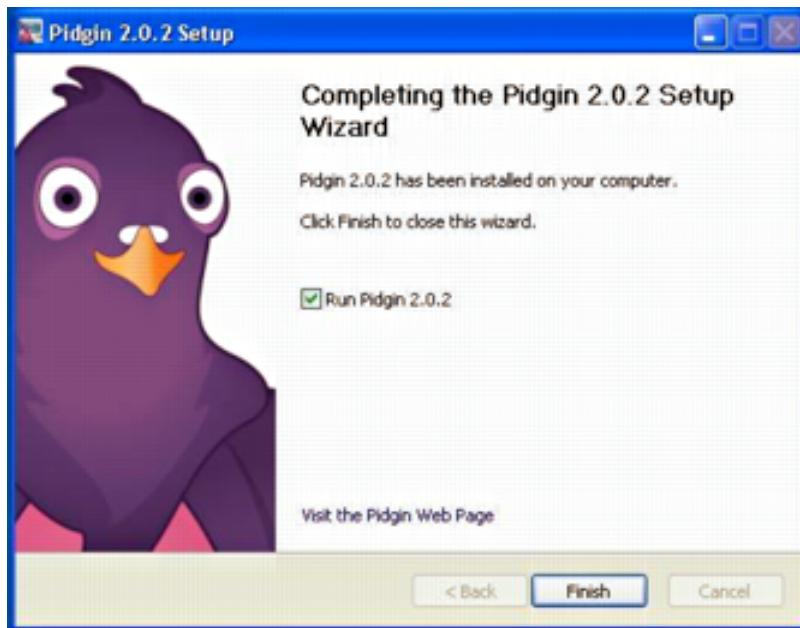 Pidgin 2.0.2 Setup
Completing the Pidgin 2.0.2 Setup
Wizard
Pidgin 2.0.2 has been installed on your computer.
Click Finish to close this wizard.
Run Pidgin 2.0.2
Visit the Pidgin Web Page
< Back
Finish
Cancel